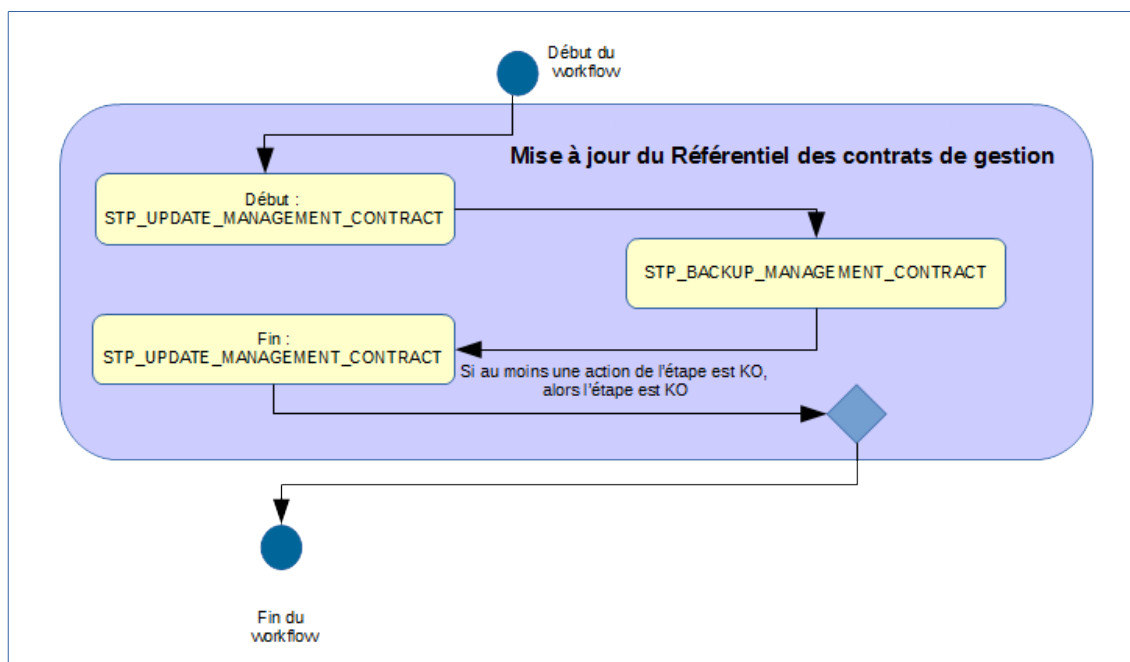 Début du
workflow
Mise à jour du Référentiel des contrats de gestion
Début :
STP_UPDATE_MANAGEMENT_CONTRACT
STP_BACKUP_MANAGEMENT_CONTRACT
Fin :
STP_UPDATE_MANAGEMENT_CONTRACT
Si au moins une action de l'étape est KO,
alors l'étape est KO
Fin du
workflow